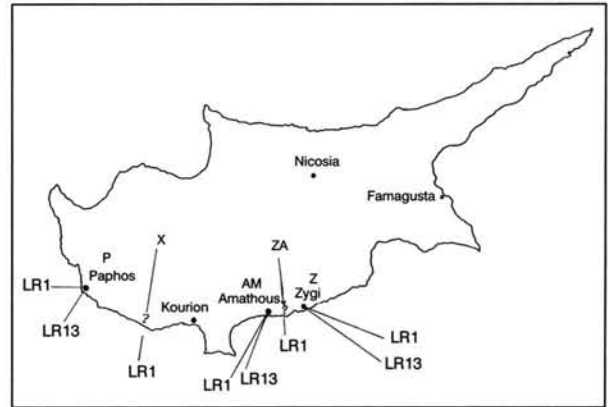 Nicosia
Famagusta
X
ZA
P
Paphos
AM
Amathous
Z
Zygi
LR1
Kourion
?
?
LR13
LR1
LR1
LR13
LR1
LR1
LR13